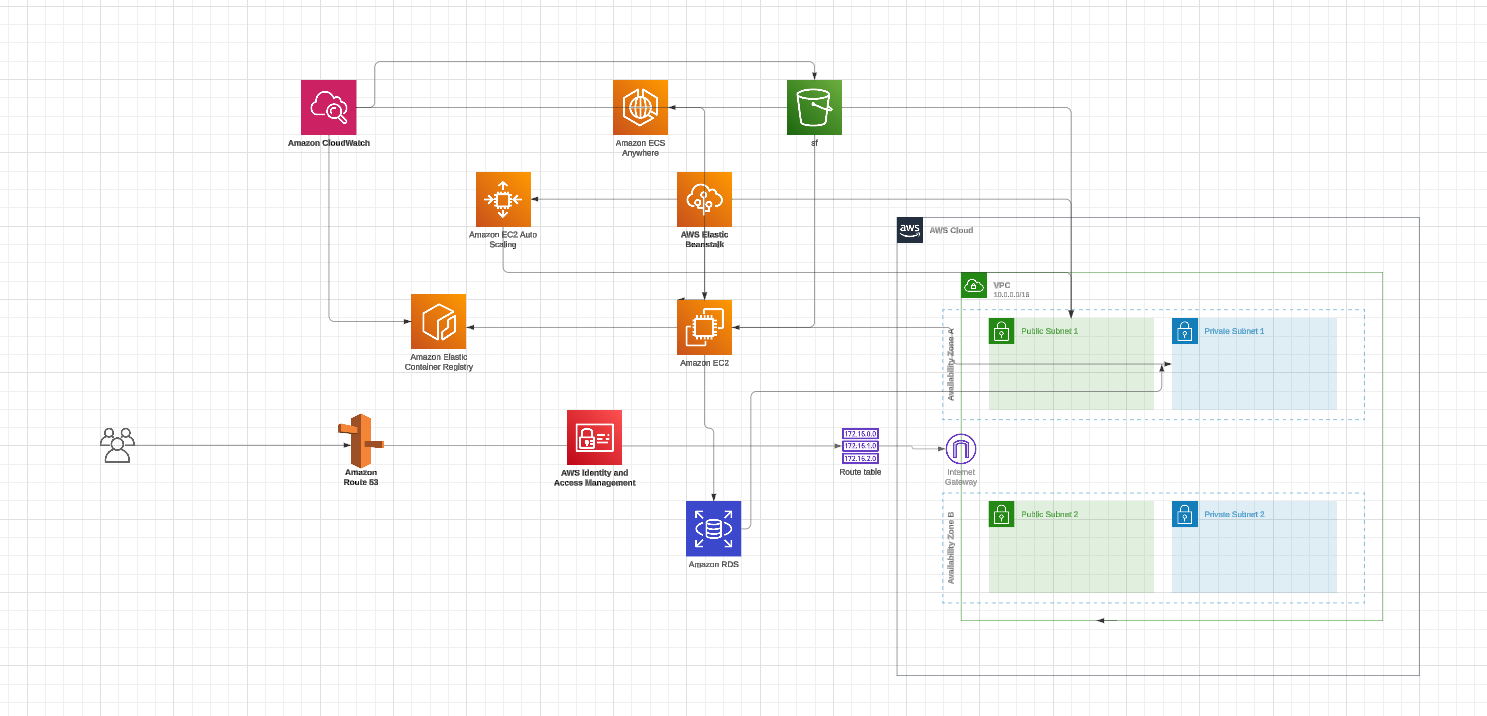 Amazon CloudWatch
Amazon ECS
Anywhere
sf
Amazon EC2 Auto
Scaling
AWS Elastic
Beanstalk
aws
AWS Cloud
VPC
10.0.0.0/16
Amazon Elastic
Container Registry
Amazon EC2
Availability Zone A
Public Subnet 1
Private Subnet 1
Amazon
Route 53
AWS Identity and
Access Management
172.16.0.0
172.16.1.0
172.16.2.0
Route table
Internet
Gateway
Amazon RDS
Availability Zone B
Public Subnet 2
Private Subnet 2